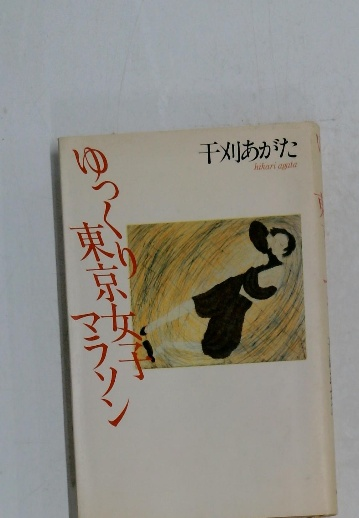 干刈あがた
hikari agata
ゆっくり
東京女子
マラソン